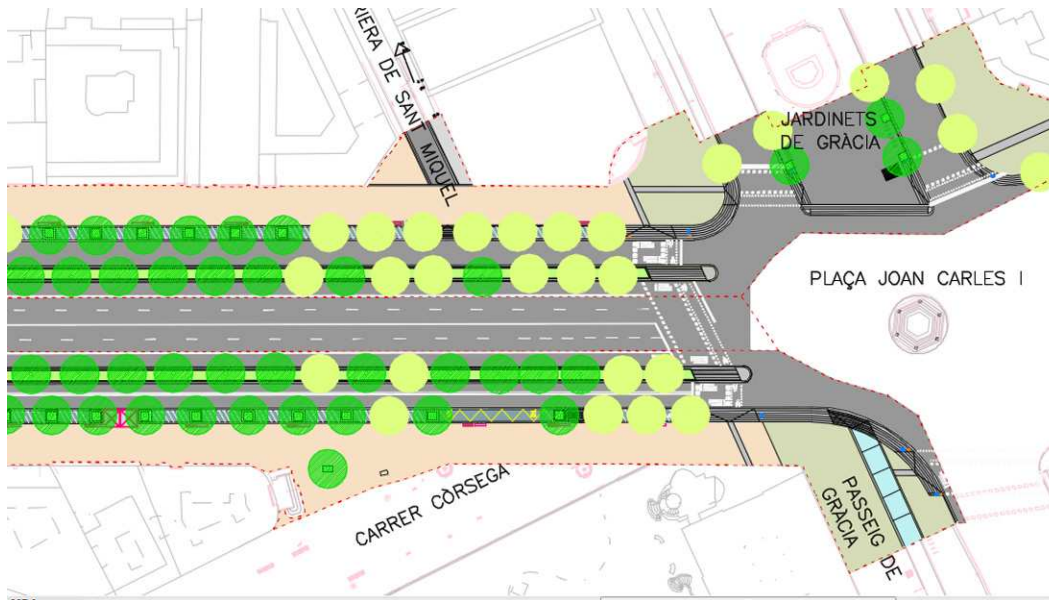 RIERA DE SANT MIQUEL
JARDINETS
DE GRÀCIA
PLAÇA JOAN CARLES I
CARRER CÒRSEGA
PASSEIG DE
GRÀCIA